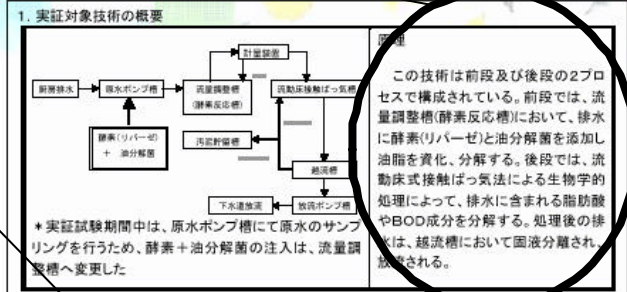 1. 実証対象技術の概要
計量装置
厨房排水
原水ポンプ槽
流量調整槽
(酵素反応槽)
流動床接触ばっ気槽
酵素(リパーゼ)
+ 油分解菌
汚泥貯留槽
越流槽
下水道放流
放流ポンプ槽
*実証試験期間中は、原水ポンプ槽にて原水のサンプ
リングを行うため、酵素+油分解菌の注入は、流量調
整槽へ変更した
原理
この技術は前段及び後段の2プロ
セスで構成されている。前段では、流
量調整槽(酵素反応槽)において、排水
に酵素(リパーゼ)と油分解菌を添加し
油脂を資化、分解する。後段では、流
動床式接触ばっ気法による生物学的
処理によって、排水に含まれる脂肪酸
やBOD成分を分解する。処理後の排
水は、越流槽において固液分離され、
放流される。